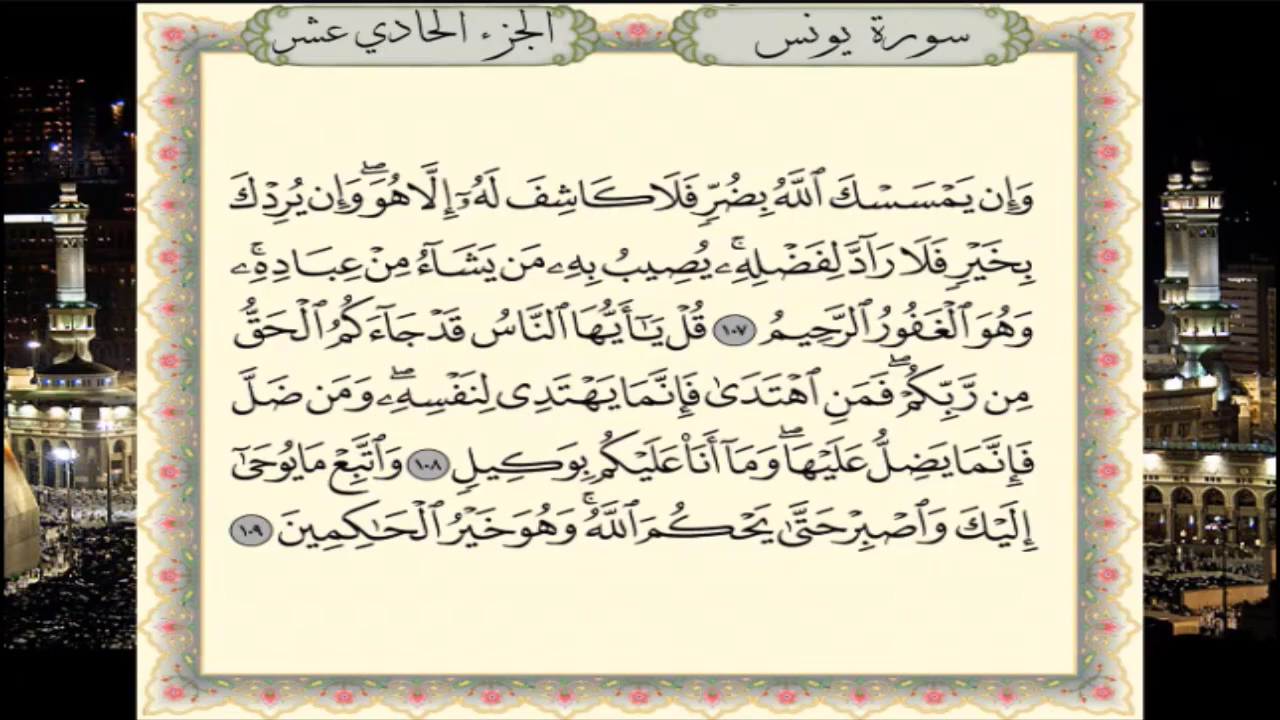 سورة يونس
الجزء الحادي عشر
وَإِن يَمْسَسْكَ ٱللَّهُ بِضُرٍّ فَلَا كَاشِفَ لَهُۥٓ إِلَّا هُوَ ۖ وَإِن يُرِدْكَ
بِخَيْرٍ فَلَا رَآدَّ لِفَضْلِهِۦ ۚ يُصِيبُ بِهِۦ مَن يَشَآءُ مِنْ عِبَادِهِۦ ۚ
وَهُوَ ٱلْغَفُورُ ٱلرَّحِيمُ ١٠٧ قُلْ يَـٰٓأَيُّهَا ٱلنَّاسُ قَدْ جَآءَكُمُ ٱلْحَقُّ
مِن رَّبِّكُمْ ۖ فَمَنِ ٱهْتَدَىٰ فَإِنَّمَا يَهْتَدِى لِنَفْسِهِۦ ۖ وَمَن ضَلَّ
فَإِنَّمَا يَضِلُّ عَلَيْهَا ۖ وَمَآ أَنَا۠ عَلَيْكُم بِوَكِيلٍ ١٠٨ وَٱتَّبِعْ مَا يُوحَىٰٓ
إِلَيْكَ وَٱصْبِرْ حَتَّىٰ يَحْكُمَ ٱللَّهُ ۚ وَهُوَ خَيْرُ ٱلْحَـٰكِمِينَ ١٠٩